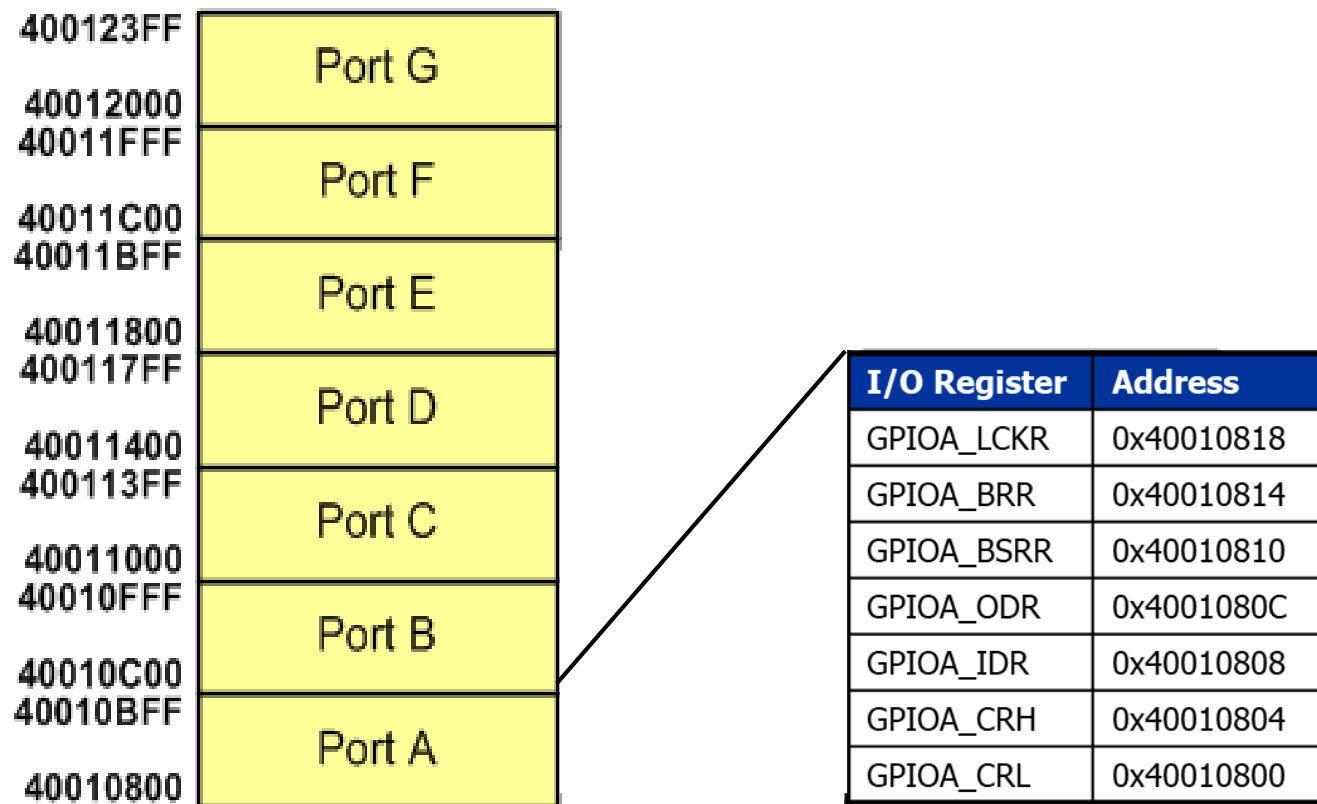 400123FF
Port G
40012000
40011FFF
Port F
40011C00
40011BFF
Port E
40011800
400117FF
Port D
40011400
400113FF
Port C
40011000
40010FFF
Port B
40010C00
40010BFF
Port A
40010800
I/O Register Address
GPIOA_LCKR 0x40010818
GPIOA_BRR 0x40010814
GPIOA_BSRR 0x40010810
GPIOA_ODR 0x4001080C
GPIOA_IDR 0x40010808
GPIOA_CRH 0x40010804
GPIOA_CRL 0x40010800